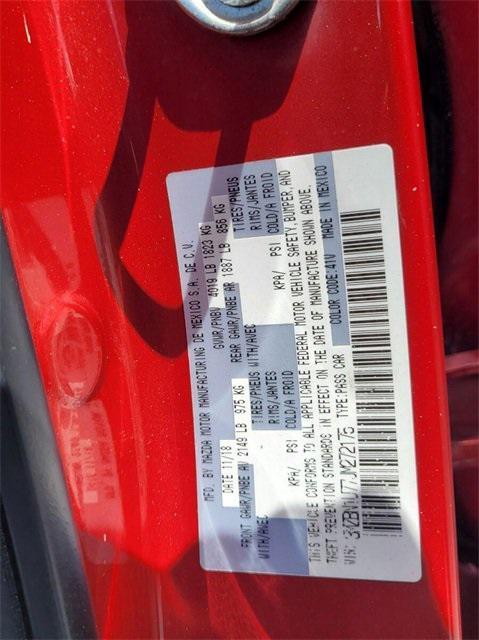 MFD. BY MAZDA MOTOR MANUFACTURING DE MEXICO S.A. DE C.V.
DATE 11/18 GVWR/PNBV 4019 LB 1823 KG
FRONT GAWR/PNBE AV 2149 LB 975 KG REAR GAWR/PNBE AR 1887 LB 856 KG
WITH/AVEC TIRES/PNEUS WITH/AVEC TIRES/PNEUS
RIMS/JANTES RIMS/JANTES
KPA/ PSI COLD/A FROID KPA/ PSI COLD/A FROID
THIS VEHICLE CONFORMS TO ALL APPLICABLE FEDERAL MOTOR VEHICLE SAFETY,BUMPER,AND
THEFT PREVENTION STANDARDS IN EFFECT ON THE DATE OF MANUFACTURE SHOWN ABOVE.
VIN: TYPE:PASS CAR COLOR CODE:41V MADE IN MEXICO